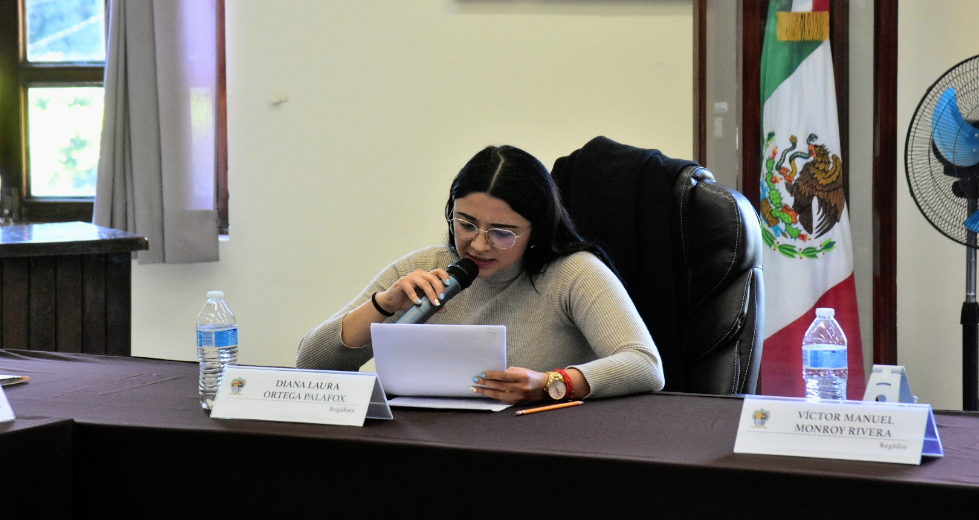 DIANA LAURA
ORTEGA PALAFOX
Regidora
VÍCTOR MANUEL
MONROY RIVERA
Regidor